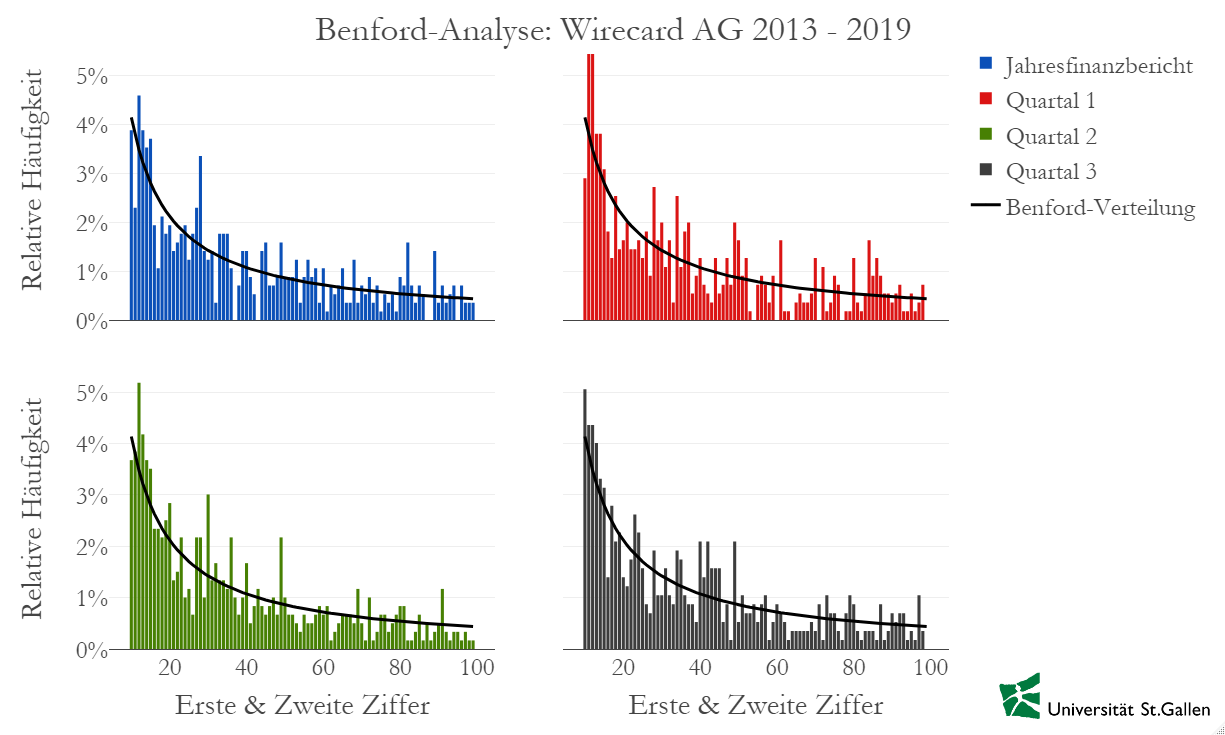 Benford-Analyse: Wirecard AG 2013 - 2019
Relative Häufigkeit
5%
4%
3%
2%
1%
0%
Jahresfinanzbericht
Quartal 1
Quartal 2
Quartal 3
Benford-Verteilung
Relative Häufigkeit
5%
4%
3%
2%
1%
0%
20 40 60 80 100
20 40 60 80 100
Erste & Zweite Ziffer
Erste & Zweite Ziffer
Universität St.Gallen